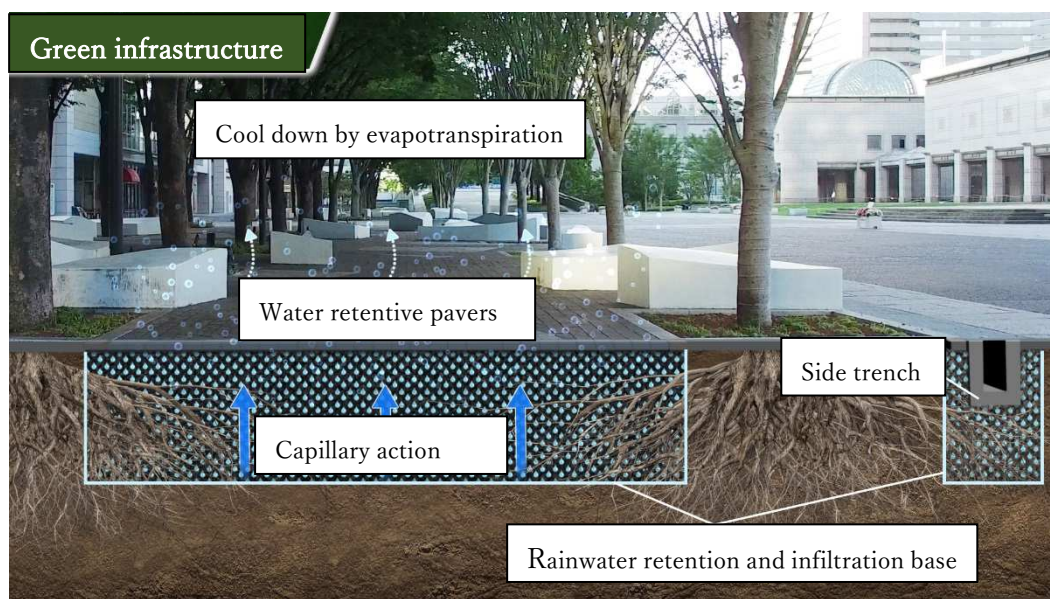 Green infrastructure
Cool down by evapotranspiration
Water retentive pavers
Side trench
Capillary action
Rainwater retention and infiltration base